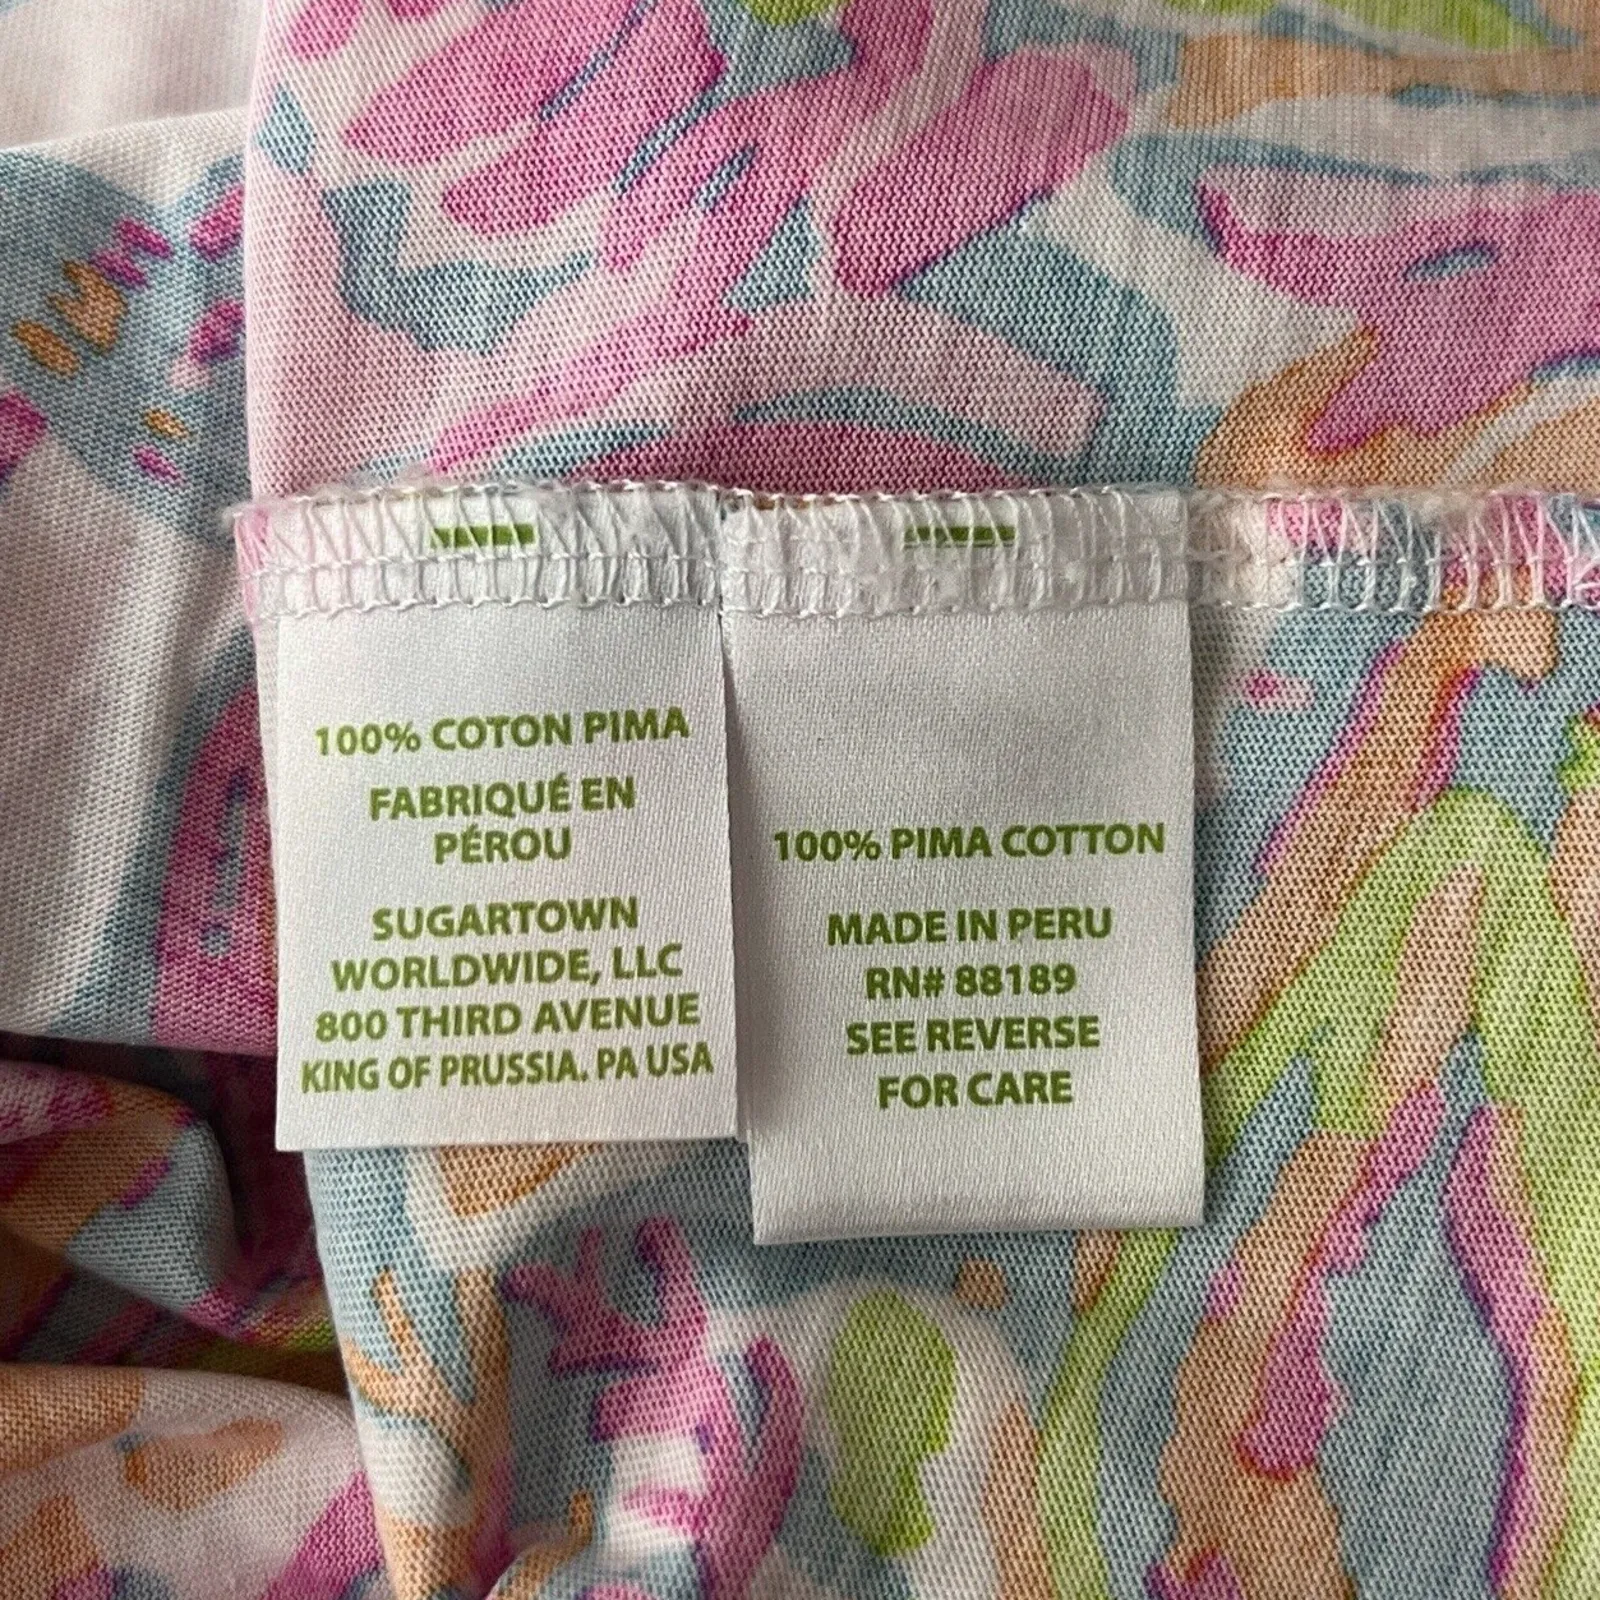 100% COTON PIMA
FABRIQUÉ EN
PÉROU
SUGARTOWN
WORLDWIDE, LLC
800 THIRD AVENUE
KING OF PRUSSIA. PA USA
100% PIMA COTTON
MADE IN PERU
RN# 88189
SEE REVERSE
FOR CARE